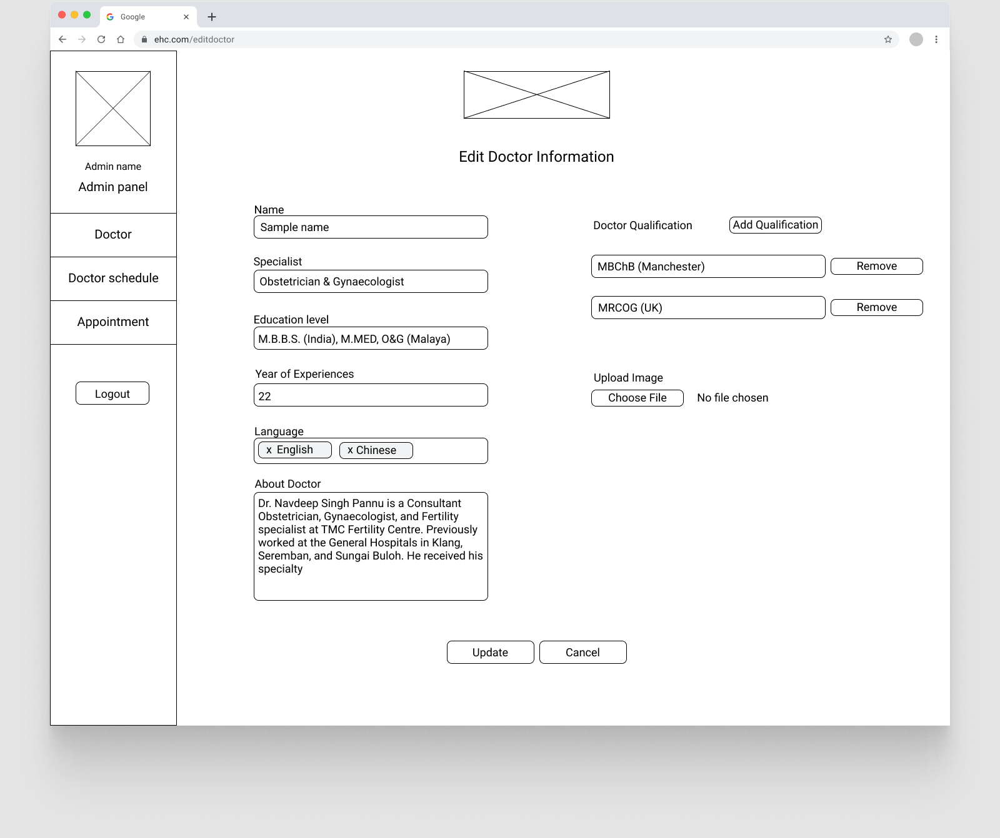 Google
ehc.com/editdoctor
Admin name
Admin panel
Doctor
Doctor schedule
Appointment
Logout
Edit Doctor Information
Name
Sample name
Specialist
Obstetrician & Gynaecologist
Education level
M.B.B.S. (India), M.MED, O&G (Malaya)
Year of Experiences
22
Language
x English
x Chinese
About Doctor
Dr. Navdeep Singh Pannu is a Consultant
Obstetrician, Gynaecologist, and Fertility
specialist at TMC Fertility Centre. Previously
worked at the General Hospitals in Klang,
Seremban, and Sungai Buloh. He received his
specialty
Doctor Qualification
Add Qualification
MBChB (Manchester)
Remove
MRCOG (UK)
Remove
Upload Image
Choose File
No file chosen
Update
Cancel